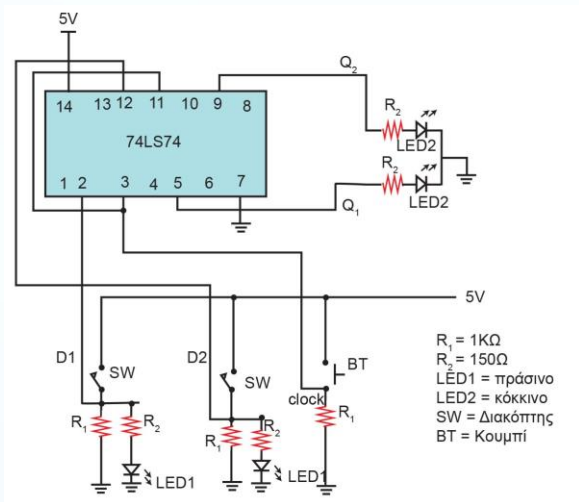 5V
Q2
14 13 12 11 10 9 8
R2
74LS74
LED2
R2
1 2 3 4 5 6 7
LED2
Q1
5V
D1
SW
D2
SW
BT
clock
R1
R2
R1
R2
R1
LED1
LED1
R1 = 1KΩ
R2 = 150Ω
LED1 = πράσινο
LED2 = κόκκινο
SW = Διακόπτης
BT = Κουμπί